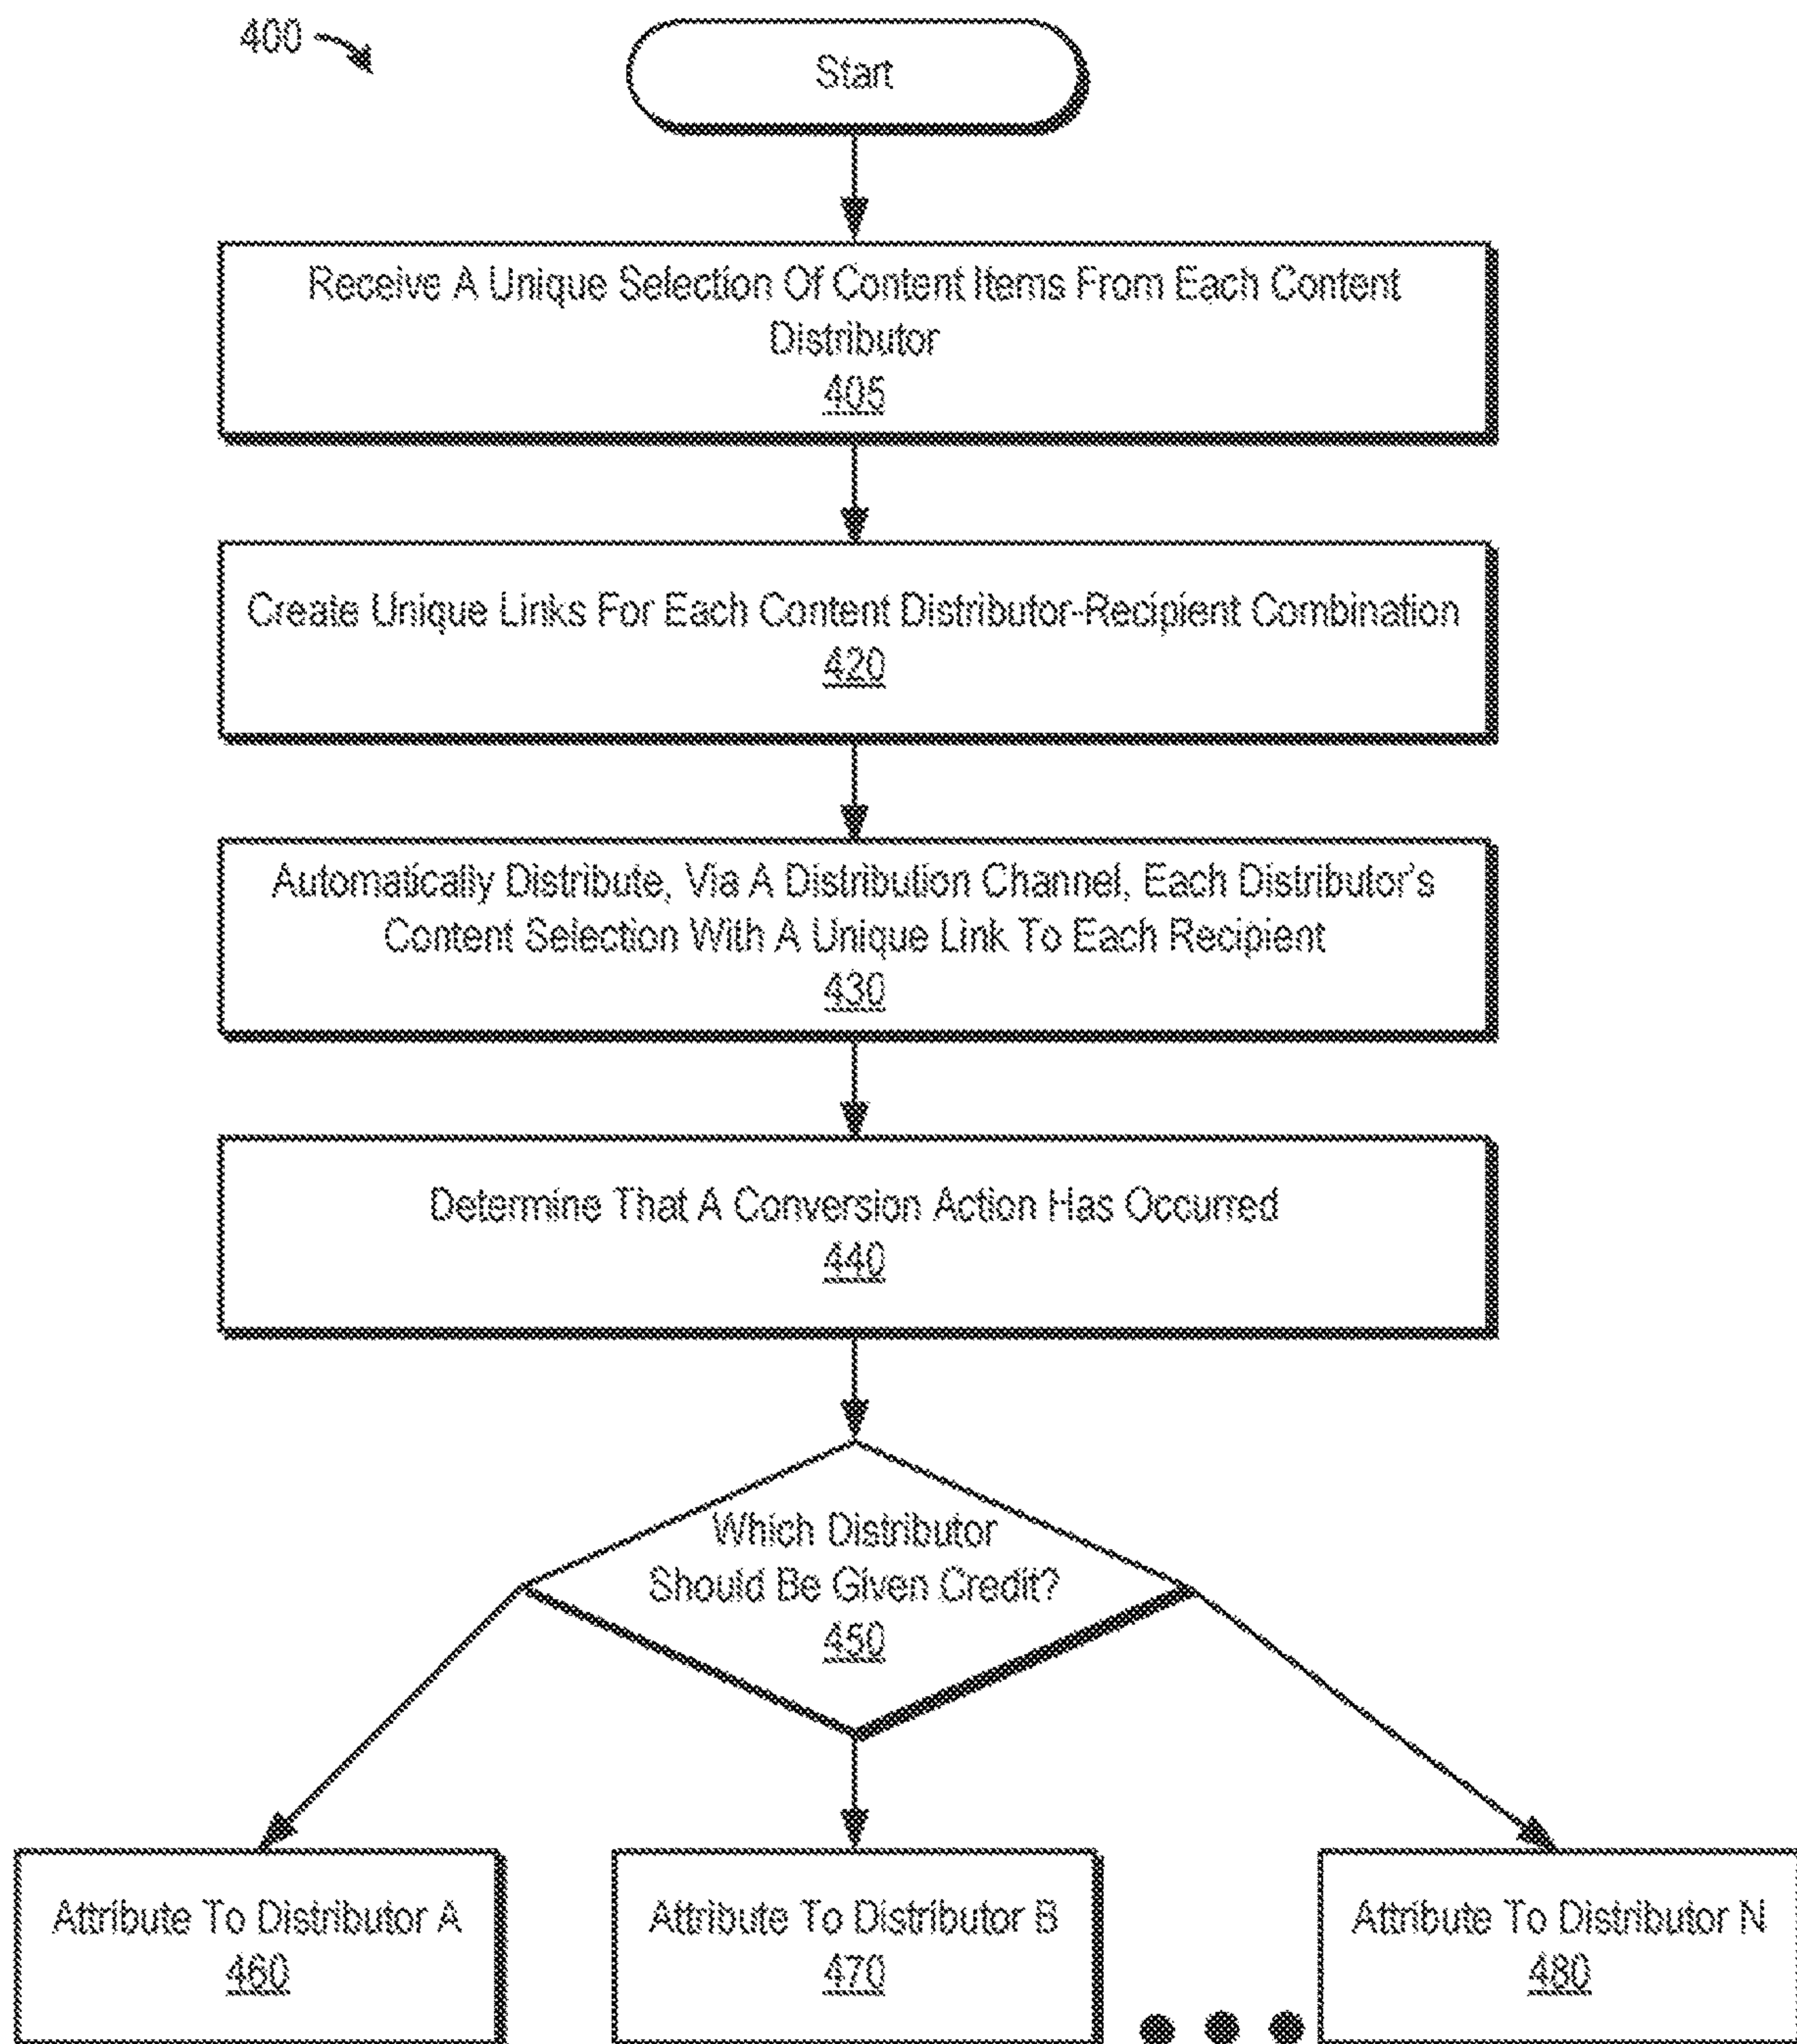 400
Start
Receive A Unique Selection Of Content Items From Each Content
Distributor
405
Create Unique Links For Each Content Distributor-Recipient Combination
420
Automatically Distribute, Via A Distribution Channel, Each Distributor's
Content Selection With A Unique Link To Each Recipient
430
Determine That A Conversion Action Has Occurred
440
Which Distributor
Should Be Given Credit?
450
Attribute To Distributor A
460
Attribute To Distributor B
470
Attribute To Distributor N
480